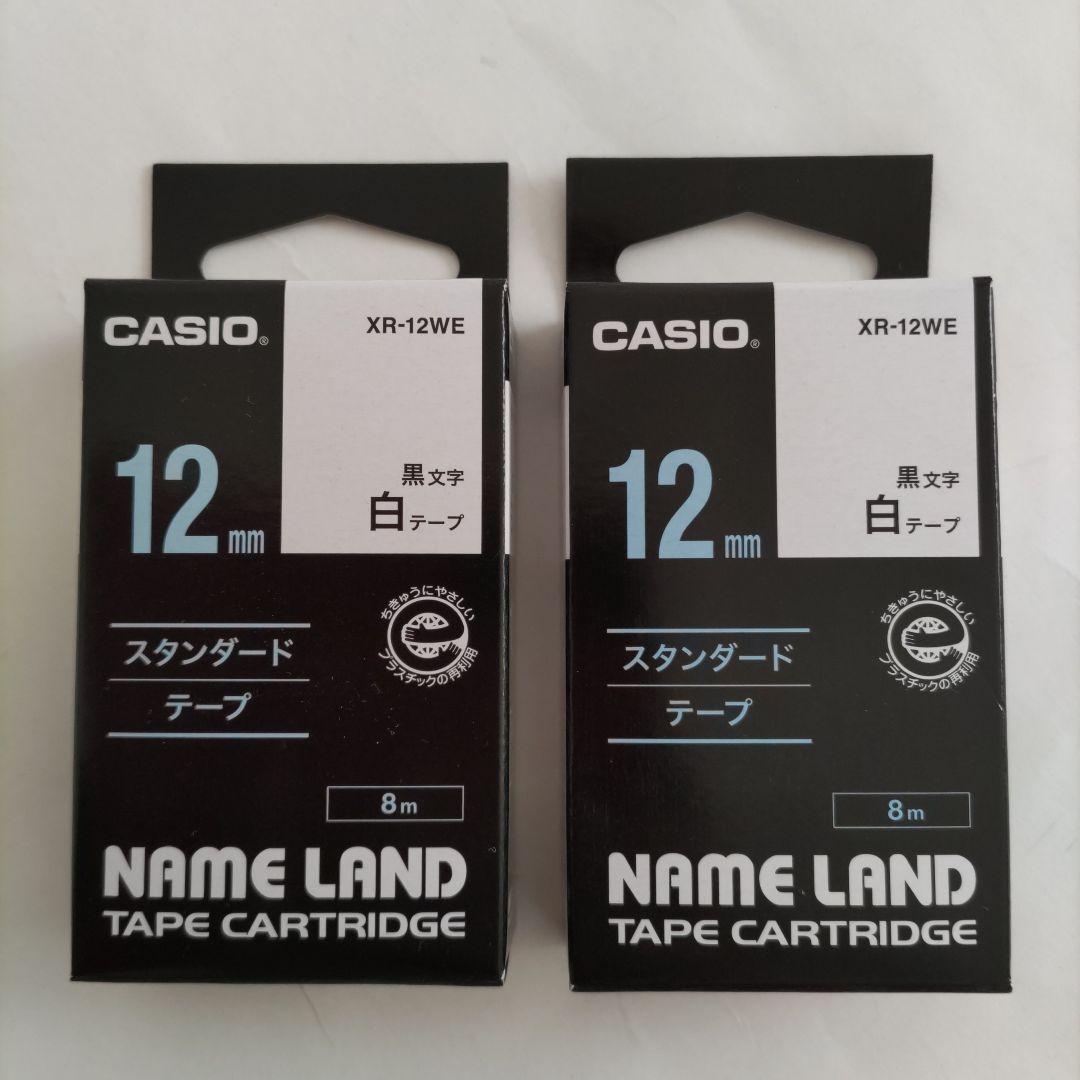 CASIO®
XR-12WE
12mm
黒文字
白テープ
ちきゅうにやさしい
プラスチックの再利用
スタンダード
テープ
8m
NAME LAND
TAPE CARTRIDGE
CASIO®
XR-12WE
12mm
黒文字
白テープ
ちきゅうにやさしい
プラスチックの再利用
スタンダード
テープ
8m
NAME LAND
TAPE CARTRIDGE